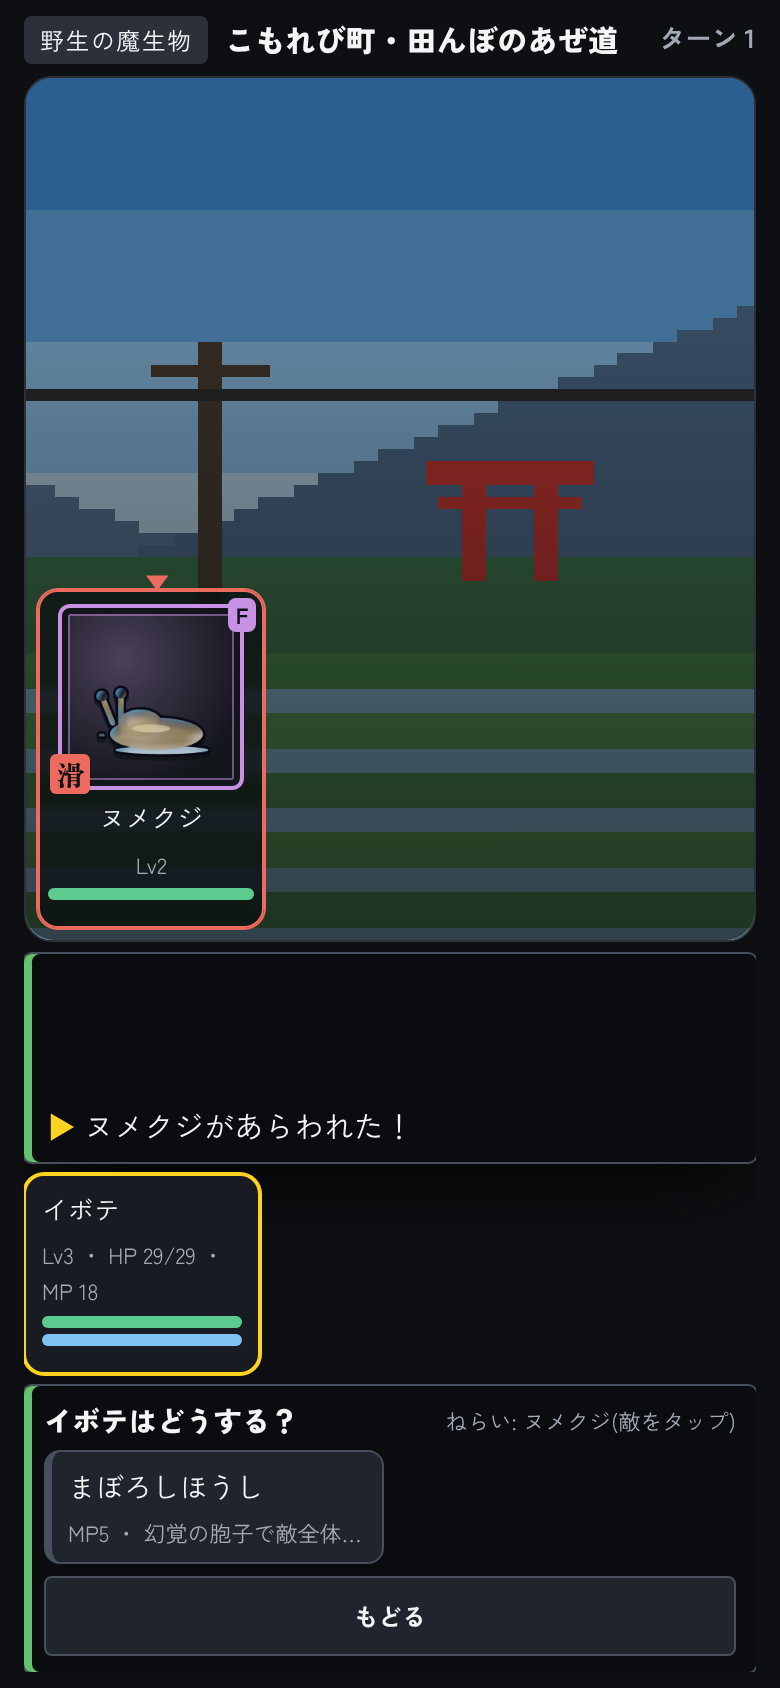 野生の魔生物 こもれび町・田んぼのあぜ道 ターン 1
F
滑
ヌメクジ
Lv2
▶ ヌメクジがあらわれた！
イボテ
Lv3 ・ HP 29/29 ・
MP 18
イボテはどうする？ ねらい: ヌメクジ(敵をタップ)
まぼろしほうし
MP5 ・ 幻覚の胞子で敵全体…
もどる